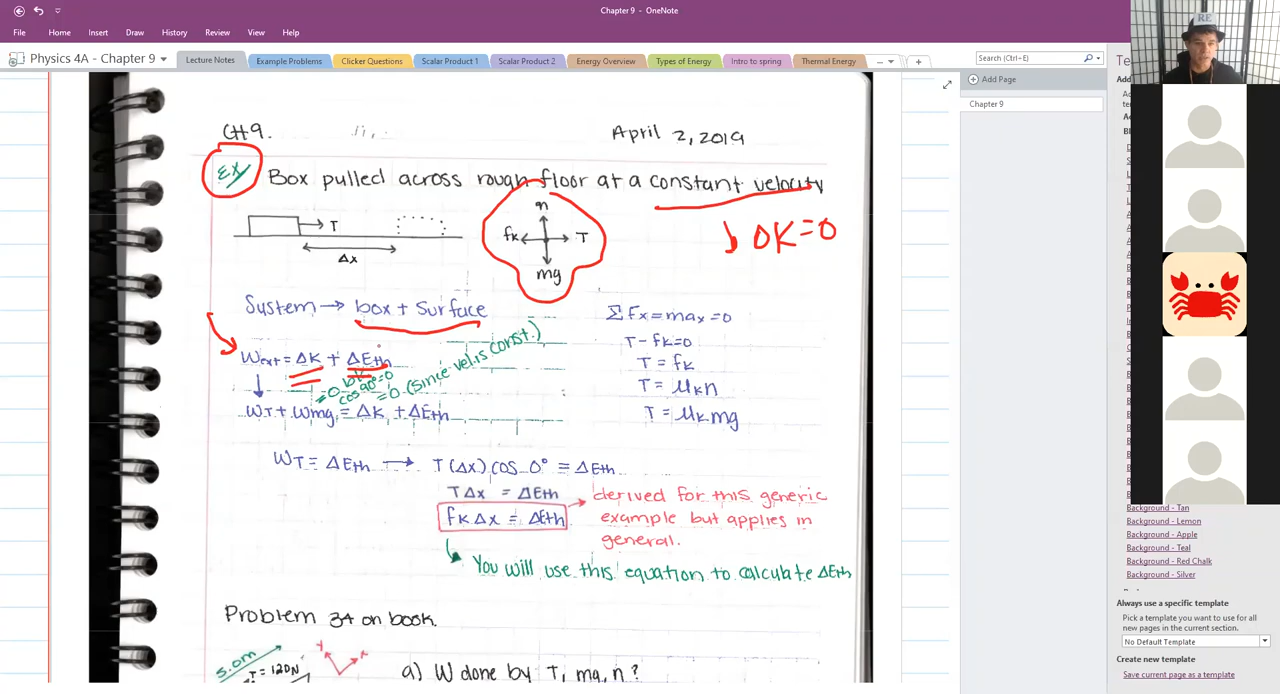 Chapter 9 - OneNote
File Home Insert Draw History Review View Help
Physics 4A - Chapter 9
Lecture Notes Example Problems Clicker Questions Scalar Product 1 Scalar Product 2 Energy Overview Types of Energy Intro to spring Thermal Energy
Search (Ctrl+E)
Add Page
Chapter 9
RE
CH9.
April 2, 2019
Ex Box pulled across rough floor at a constant velocity
ΔK=0
T
Δx
n
fk T
mg
System → box + Surface
Wext = ΔK + ΔEth
=0 cos 90°=0
=0 (since vel. is const.)
WT + Wmg = ΔK + ΔEth
ΣFx = max = 0
T - fk = 0
T = fk
T = μkn
T = μkmg
WT = ΔEth → T(Δx) cos 0° = ΔEth
TΔx = ΔEth
fkΔx = ΔEth
derived for this generic
example but applies in
general.
You will use this equation to calculate ΔEth
Problem 34 on book.
5.0m
T = 120N
y x
a) W done by T, mg, n?
Background - Tan
Background - Lemon
Background - Apple
Background - Teal
Background - Red Chalk
Background - Silver
Always use a specific template
Pick a template you want to use for all
new pages in the current section.
No Default Template
Create new template
Save current page as a template